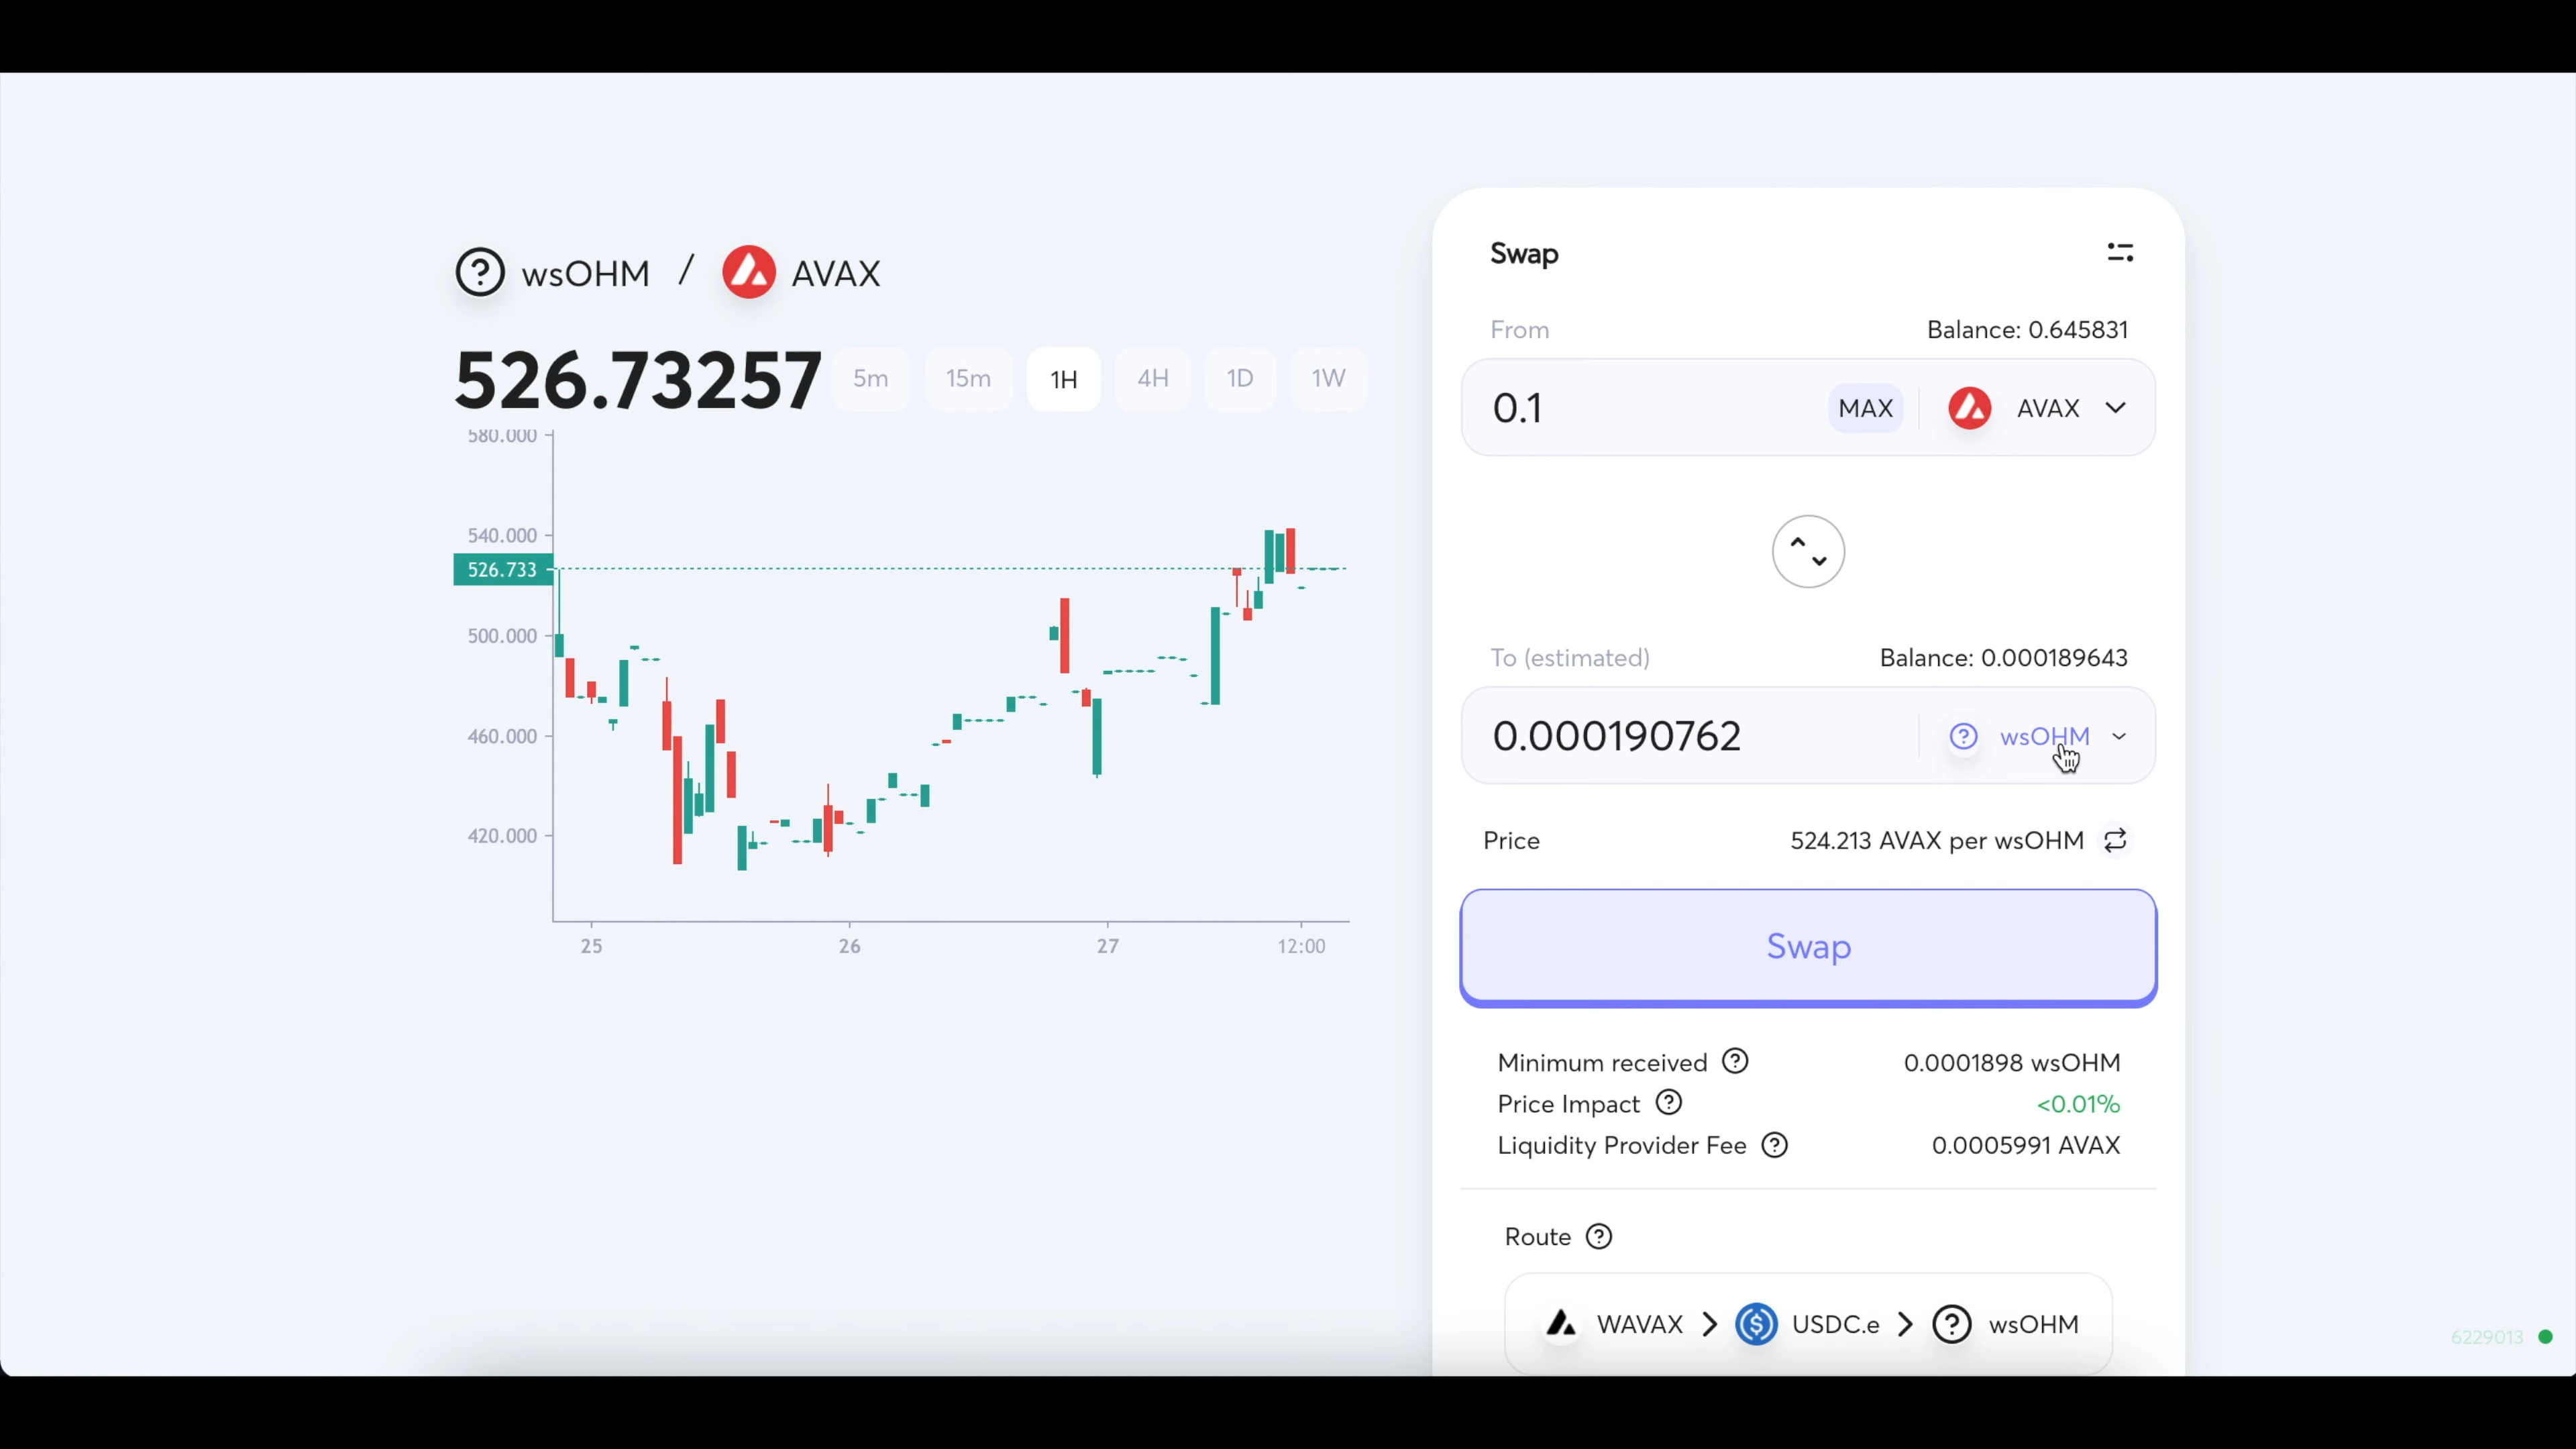 wsOHM / AVAX
526.73257
5m 15m 1H 4H 1D 1W
580.000
540.000
526.733
500.000
460.000
420.000
25 26 27 12:00
Swap
From Balance: 0.645831
0.1 MAX AVAX
To (estimated) Balance: 0.000189643
0.000190762 wsOHM
Price 524.213 AVAX per wsOHM
Swap
Minimum received ? 0.0001898 wsOHM
Price Impact ? <0.01%
Liquidity Provider Fee ? 0.0005991 AVAX
Route ?
WAVAX > USDC.e > wsOHM
6229013